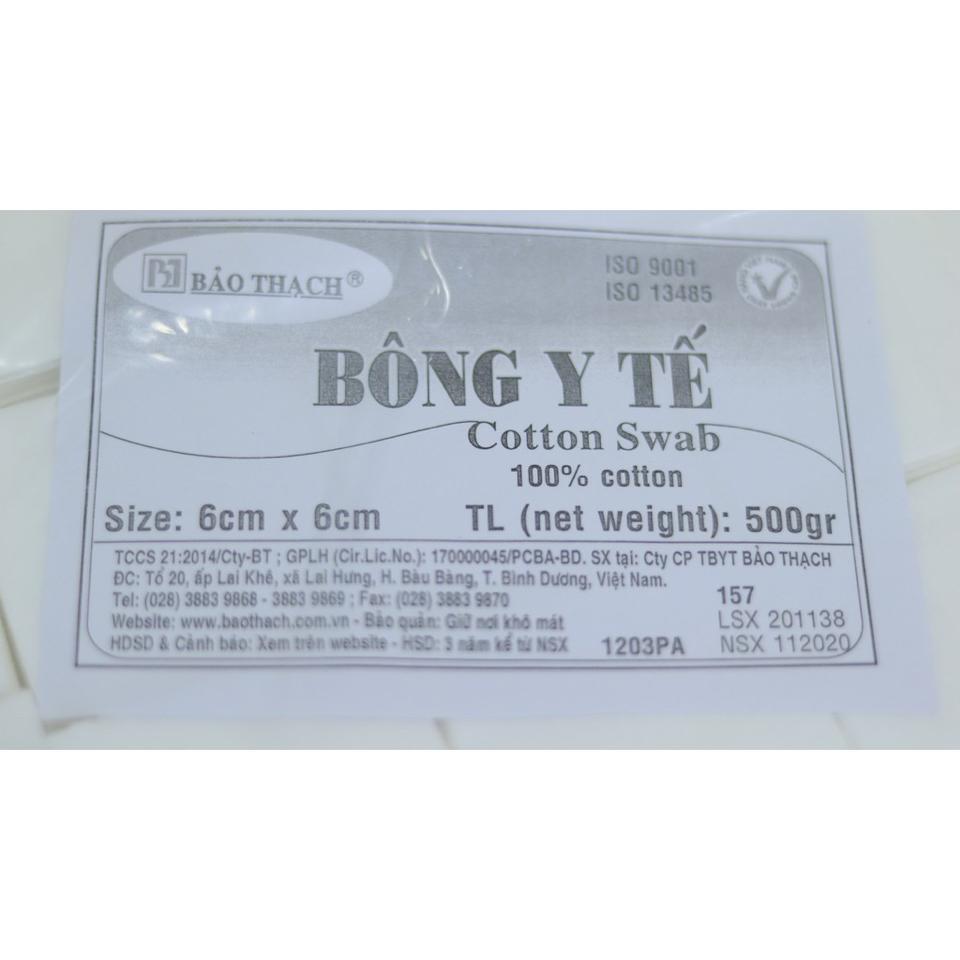 BẢO THẠCH®
ISO 9001
ISO 13485
BÔNG Y TẾ
Cotton Swab
100% cotton
Size: 6cm x 6cm TL (net weight): 500gr
TCCS 21:2014/Cty-BT ; GPLH (Cir.Lic.No.): 170000045/PCBA-BD. SX tại: Cty CP TBYT BẢO THẠCH
ĐC: Tổ 20, ấp Lai Khê, xã Lai Hưng, H. Bàu Bàng, T. Bình Dương, Việt Nam.
Tel: (028) 3883 9868 - 3883 9869 ; Fax: (028) 3883 9870
157
Website: www.baothach.com.vn - Bảo quản: Giữ nơi khô mát
LSX 201138
HDSD & Cảnh báo: Xem trên website - HSD: 3 năm kể từ NSX
1203PA NSX 112020